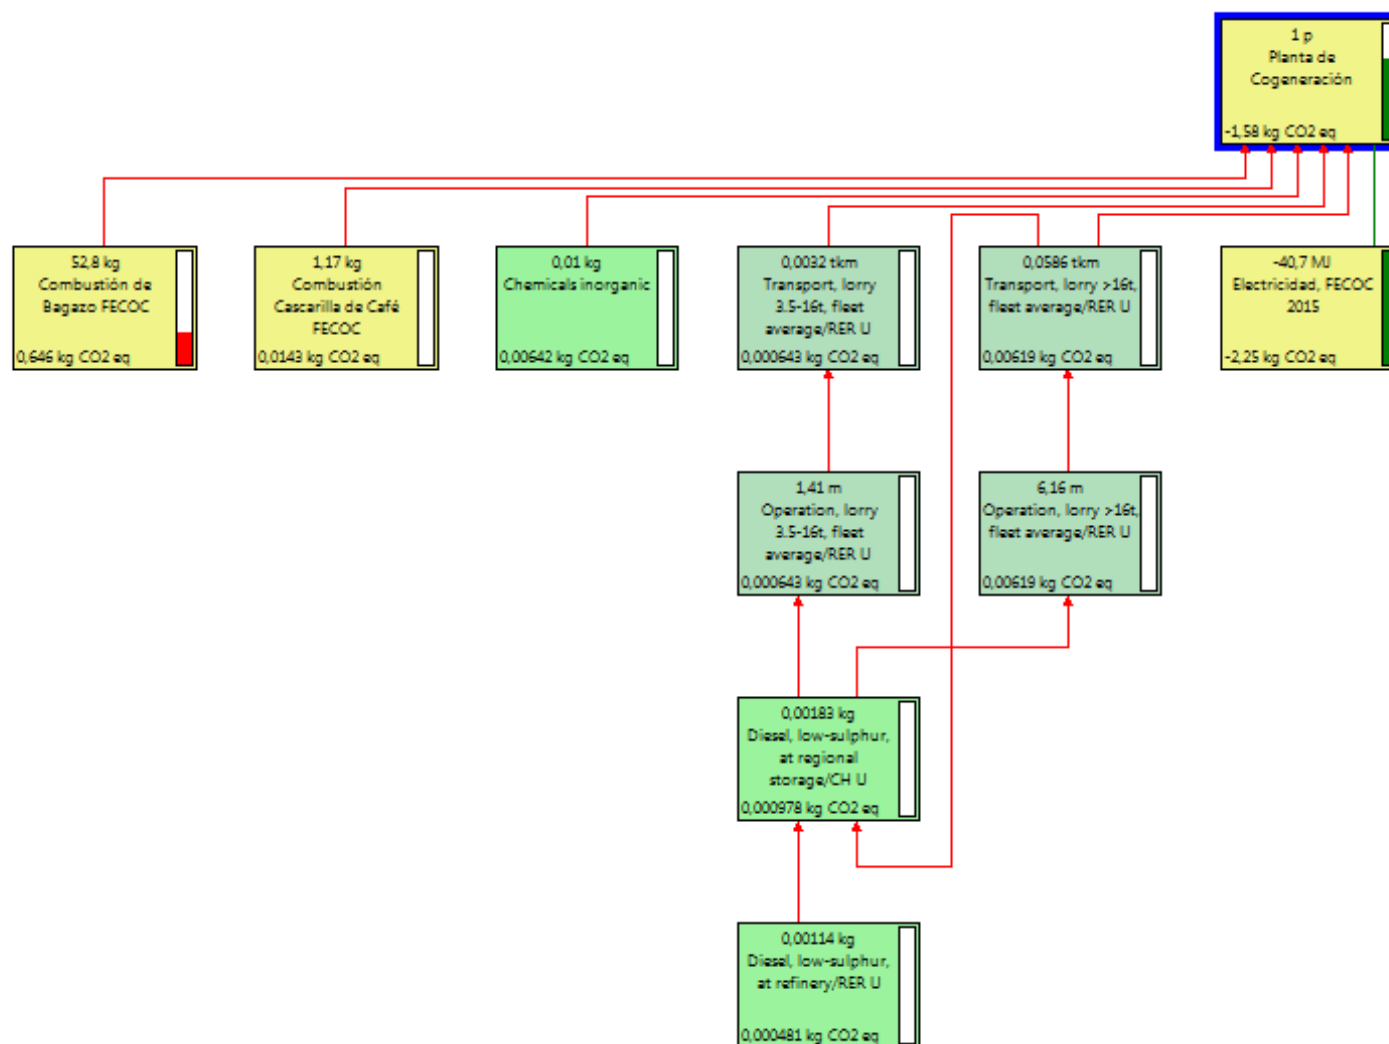 1 p
Planta de
Cogeneración
-1,58 kg CO2 eq
52,8 kg
Combustión de
Bagazo FECOC
0,646 kg CO2 eq
1,17 kg
Combustión
Cascarilla de Café
FECOC
0,0143 kg CO2 eq
0,01 kg
Chemicals inorganic
0,00642 kg CO2 eq
0,0032 tkm
Transport, lorry
3.5-16t, fleet
average/RER U
0,000643 kg CO2 eq
0,0586 tkm
Transport, lorry >16t,
fleet average/RER U
0,00619 kg CO2 eq
-40,7 MJ
Electricidad, FECOC
2015
-2,25 kg CO2 eq
1,41 m
Operation, lorry
3.5-16t, fleet
average/RER U
0,000643 kg CO2 eq
6,16 m
Operation, lorry >16t,
fleet average/RER U
0,00619 kg CO2 eq
0,00183 kg
Diesel, low-sulphur,
at regional
storage/CH U
0,000978 kg CO2 eq
0,00114 kg
Diesel, low-sulphur,
at refinery/RER U
0,000481 kg CO2 eq